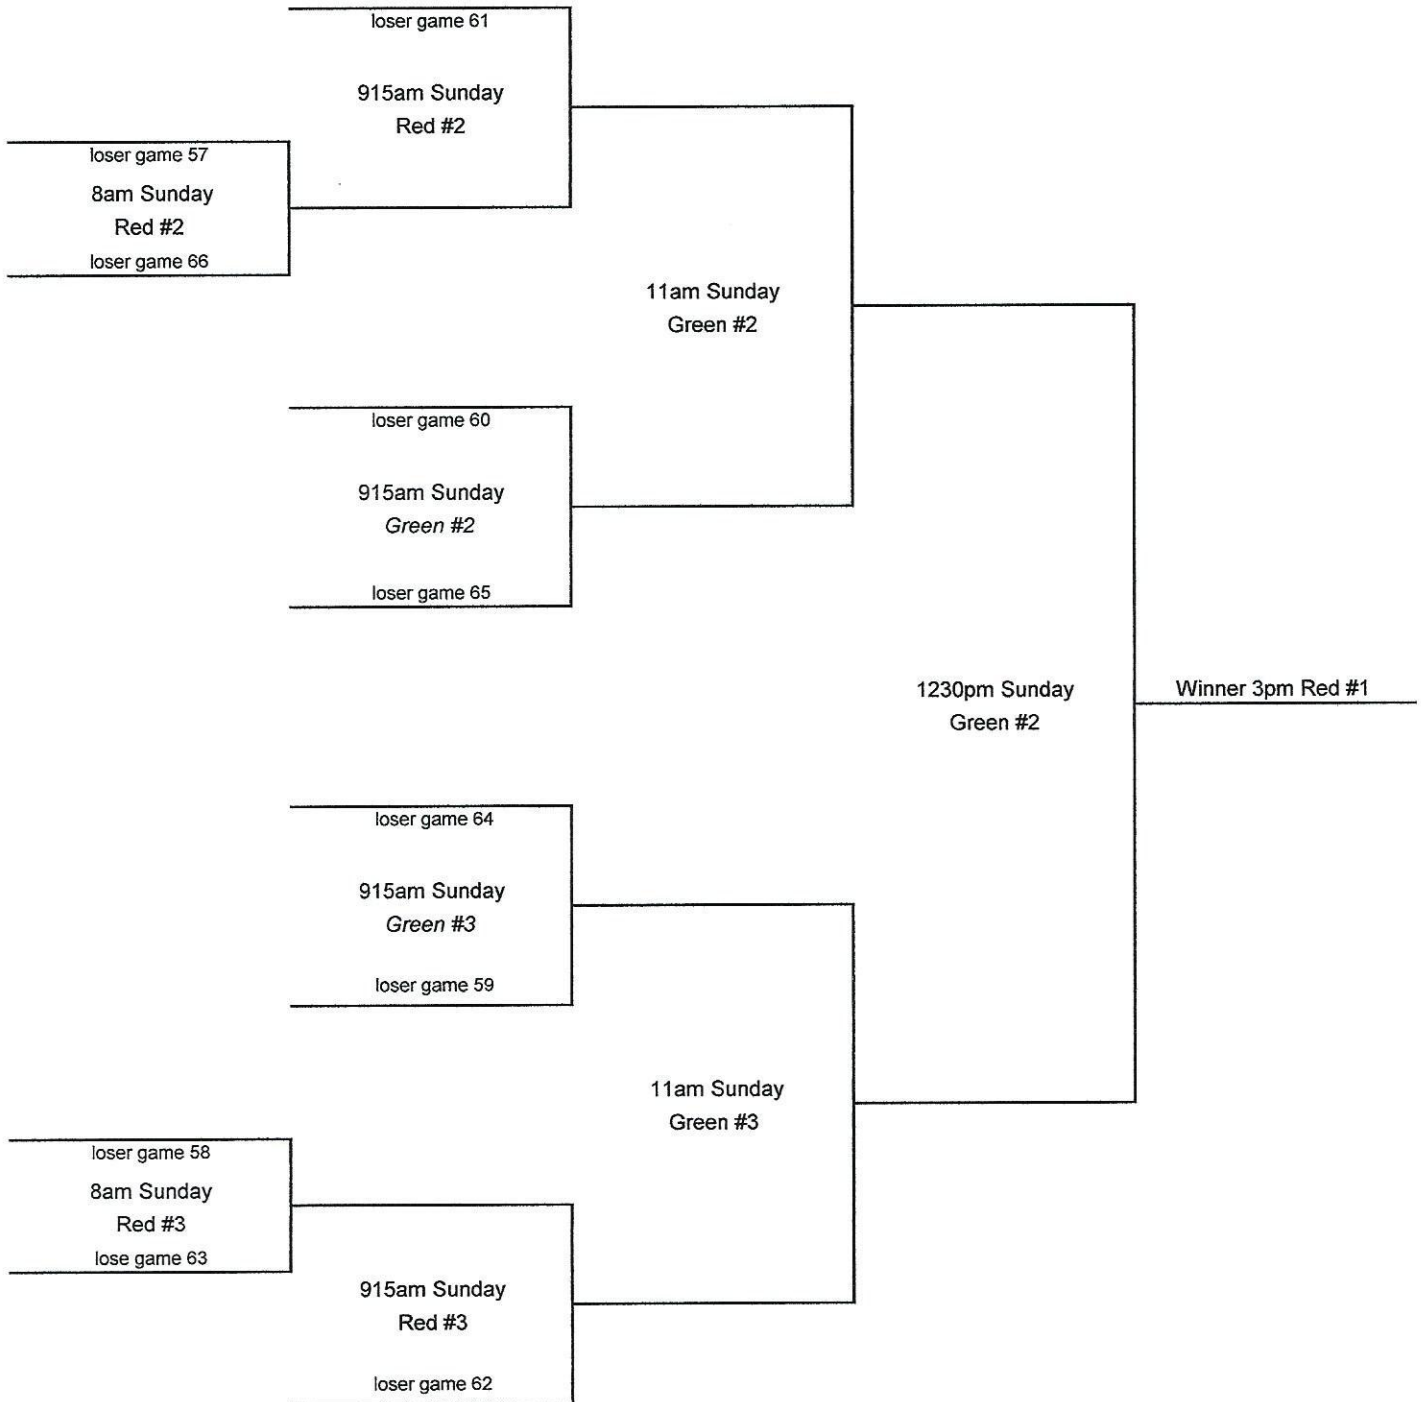 loser game 61
915am Sunday
Red #2
loser game 57
8am Sunday
Red #2
loser game 66
11am Sunday
Green #2
loser game 60
915am Sunday
Green #2
loser game 65
1230pm Sunday
Green #2
Winner 3pm Red #1
loser game 64
915am Sunday
Green #3
loser game 59
11am Sunday
Green #3
loser game 58
8am Sunday
Red #3
lose game 63
915am Sunday
Red #3
loser game 62